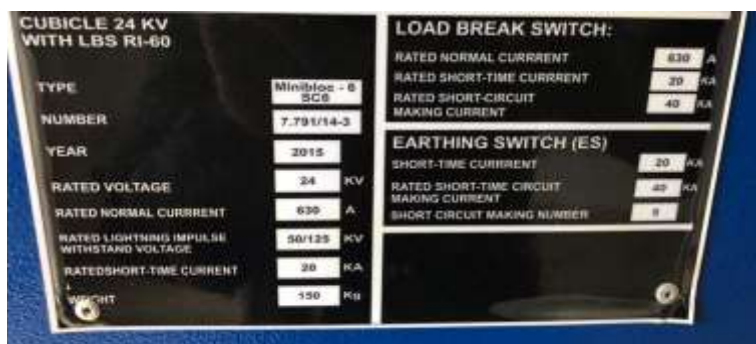 CUBICLE 24 KV
WITH LBS RI-60
TYPE Minibloc - 6
SC6
NUMBER 7.791/14-3
YEAR 2015
RATED VOLTAGE 24 KV
RATED NORMAL CURRRENT 630 A
RATED LIGHTNING IMPULSE
WITHSTAND VOLTAGE 50/125 KV
RATEDSHORT-TIME CURRENT 20 KA
WEIGHT 150 Kg
LOAD BREAK SWITCH:
RATED NORMAL CURRRENT 630 A
RATED SHORT-TIME CURRRENT 20 KA
RATED SHORT-CIRCUIT
MAKING CURRENT 40 KA
EARTHING SWITCH (ES)
SHORT-TIME CURRRENT 20 KA
RATED SHORT-TIME CIRCUIT
MAKING CURRENT 40 KA
SHORT CIRCUIT MAKING NUMBER